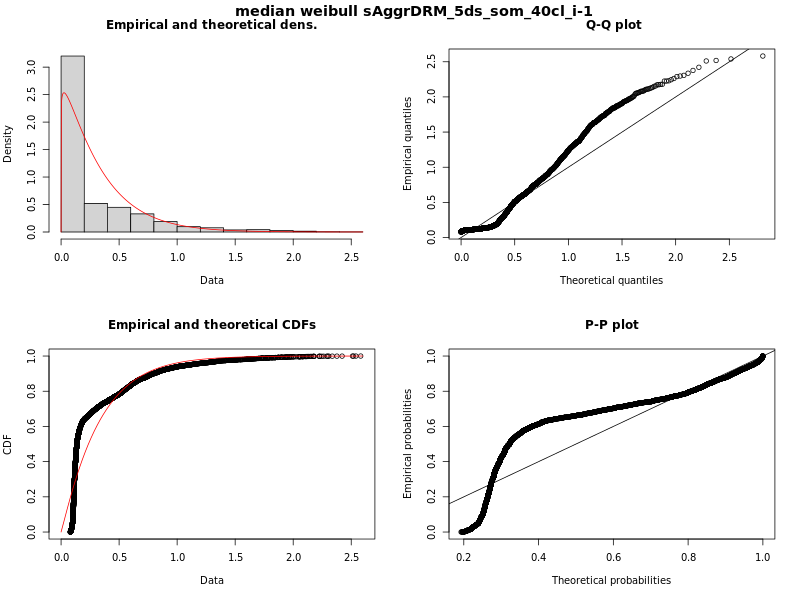 median weibull sAggrDRM_5ds_som_40cl_i-1
Empirical and theoretical dens.
Density
0.0 0.5 1.0 1.5 2.0 2.5 3.0
0.0 0.5 1.0 1.5 2.0 2.5
Data
Q-Q plot
Empirical quantiles
0.0 0.5 1.0 1.5 2.0 2.5
0.0 0.5 1.0 1.5 2.0 2.5
Theoretical quantiles
Empirical and theoretical CDFs
CDF
0.0 0.2 0.4 0.6 0.8 1.0
0.0 0.5 1.0 1.5 2.0 2.5
Data
P-P plot
Empirical probabilities
0.0 0.2 0.4 0.6 0.8 1.0
0.2 0.4 0.6 0.8 1.0
Theoretical probabilities